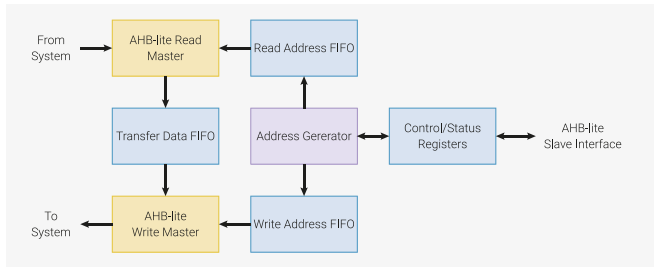 From
System
AHB-lite Read
Master
Read Address FIFO
Transfer Data FIFO
Address Gererator
Control/Status
Registers
AHB-lite
Slave Interface
To
System
AHB-lite
Write Master
Write Address FIFO